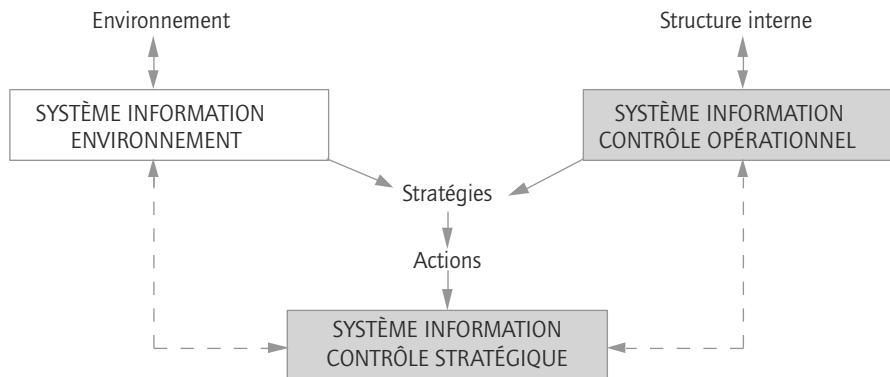 Environnement
Structure interne
SYSTÈME INFORMATION
ENVIRONNEMENT
SYSTÈME INFORMATION
CONTRÔLE OPÉRATIONNEL
Stratégies
Actions
SYSTÈME INFORMATION
CONTRÔLE STRATÉGIQUE